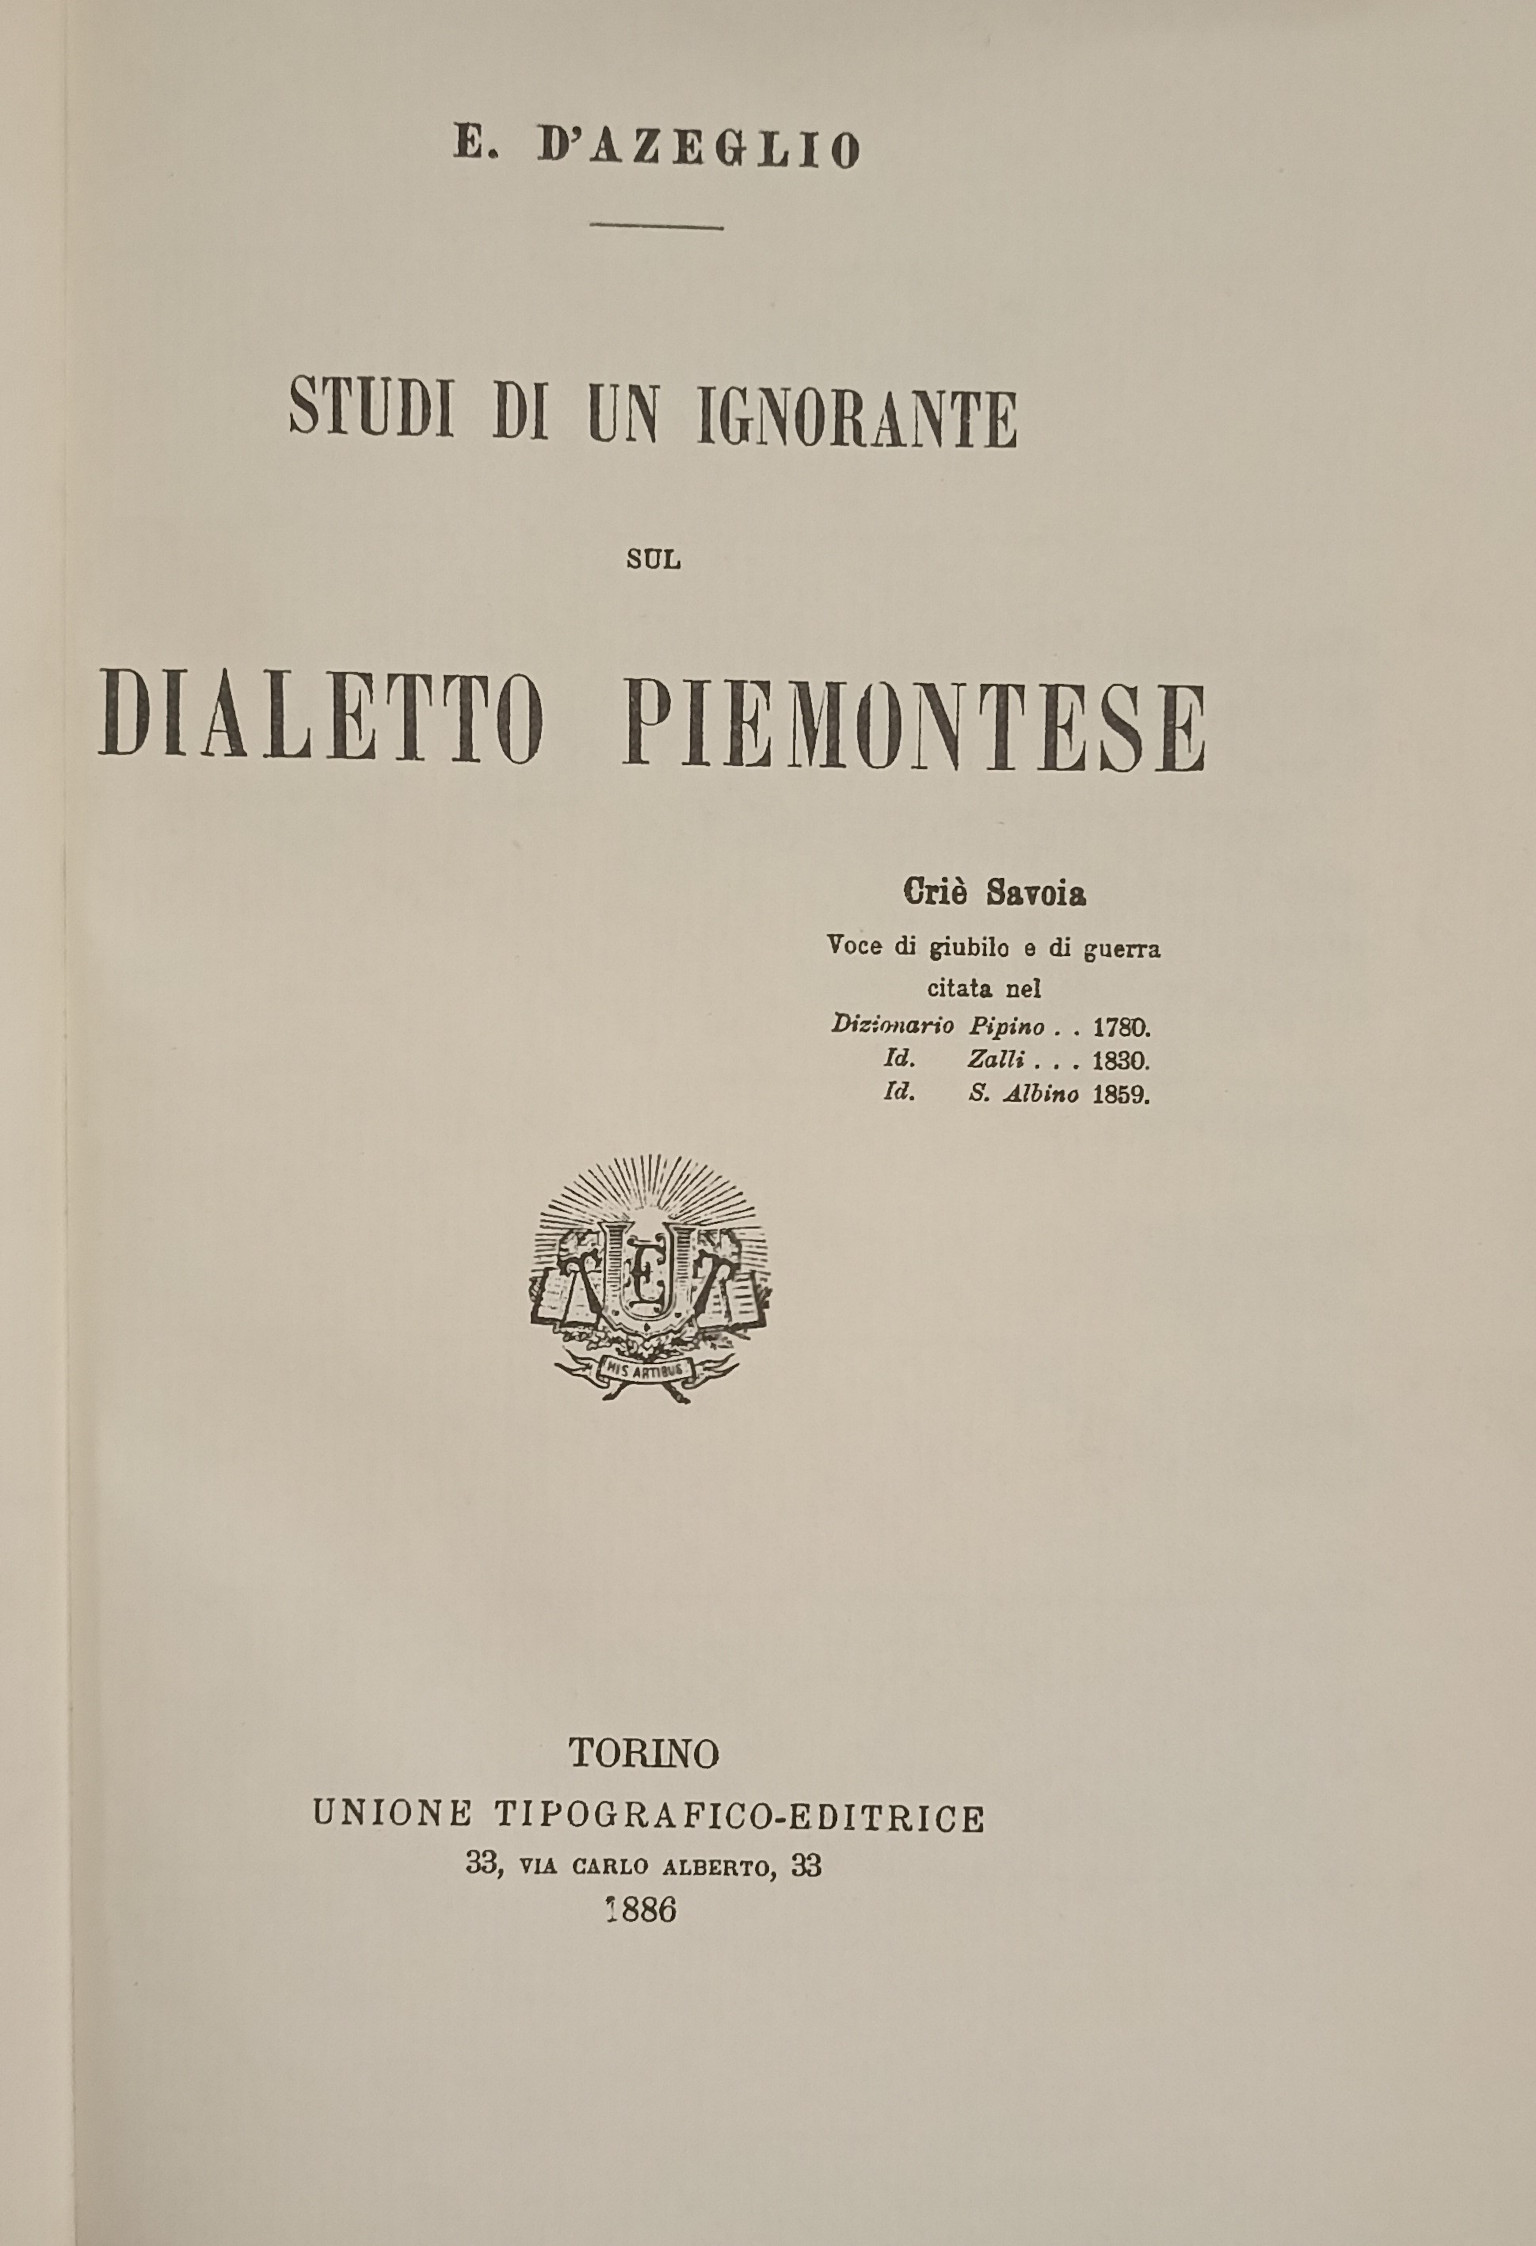 E. D'AZEGLIO
STUDI DI UN IGNORANTE
SUL
DIALETTO PIEMONTESE
Criè Savoia
Voce di giubilo e di guerra
citata nel
Dizionario Pipino . . 1780.
Id. Zalli . . . 1830.
Id. S. Albino 1859.
UTET
HIS ARTIBUS
TORINO
UNIONE TIPOGRAFICO-EDITRICE
33, VIA CARLO ALBERTO, 33
1886